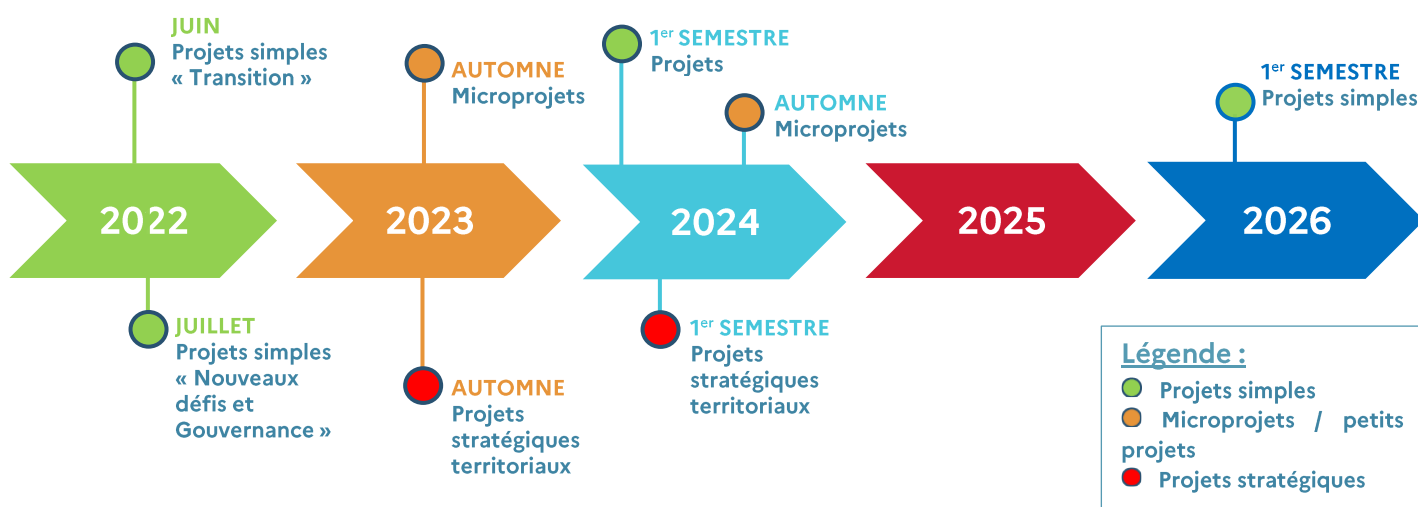 JUIN
Projets simples
« Transition »
AUTOMNE
Microprojets
1er SEMESTRE
Projets
AUTOMNE
Microprojets
1er SEMESTRE
Projets simples
2022
2023
2024
2025
2026
JUILLET
Projets simples
« Nouveaux
défis et
Gouvernance »
AUTOMNE
Projets
stratégiques
territoriaux
1er SEMESTRE
Projets
stratégiques
territoriaux
Légende :
Projets simples
Microprojets / petits
projets
Projets stratégiques